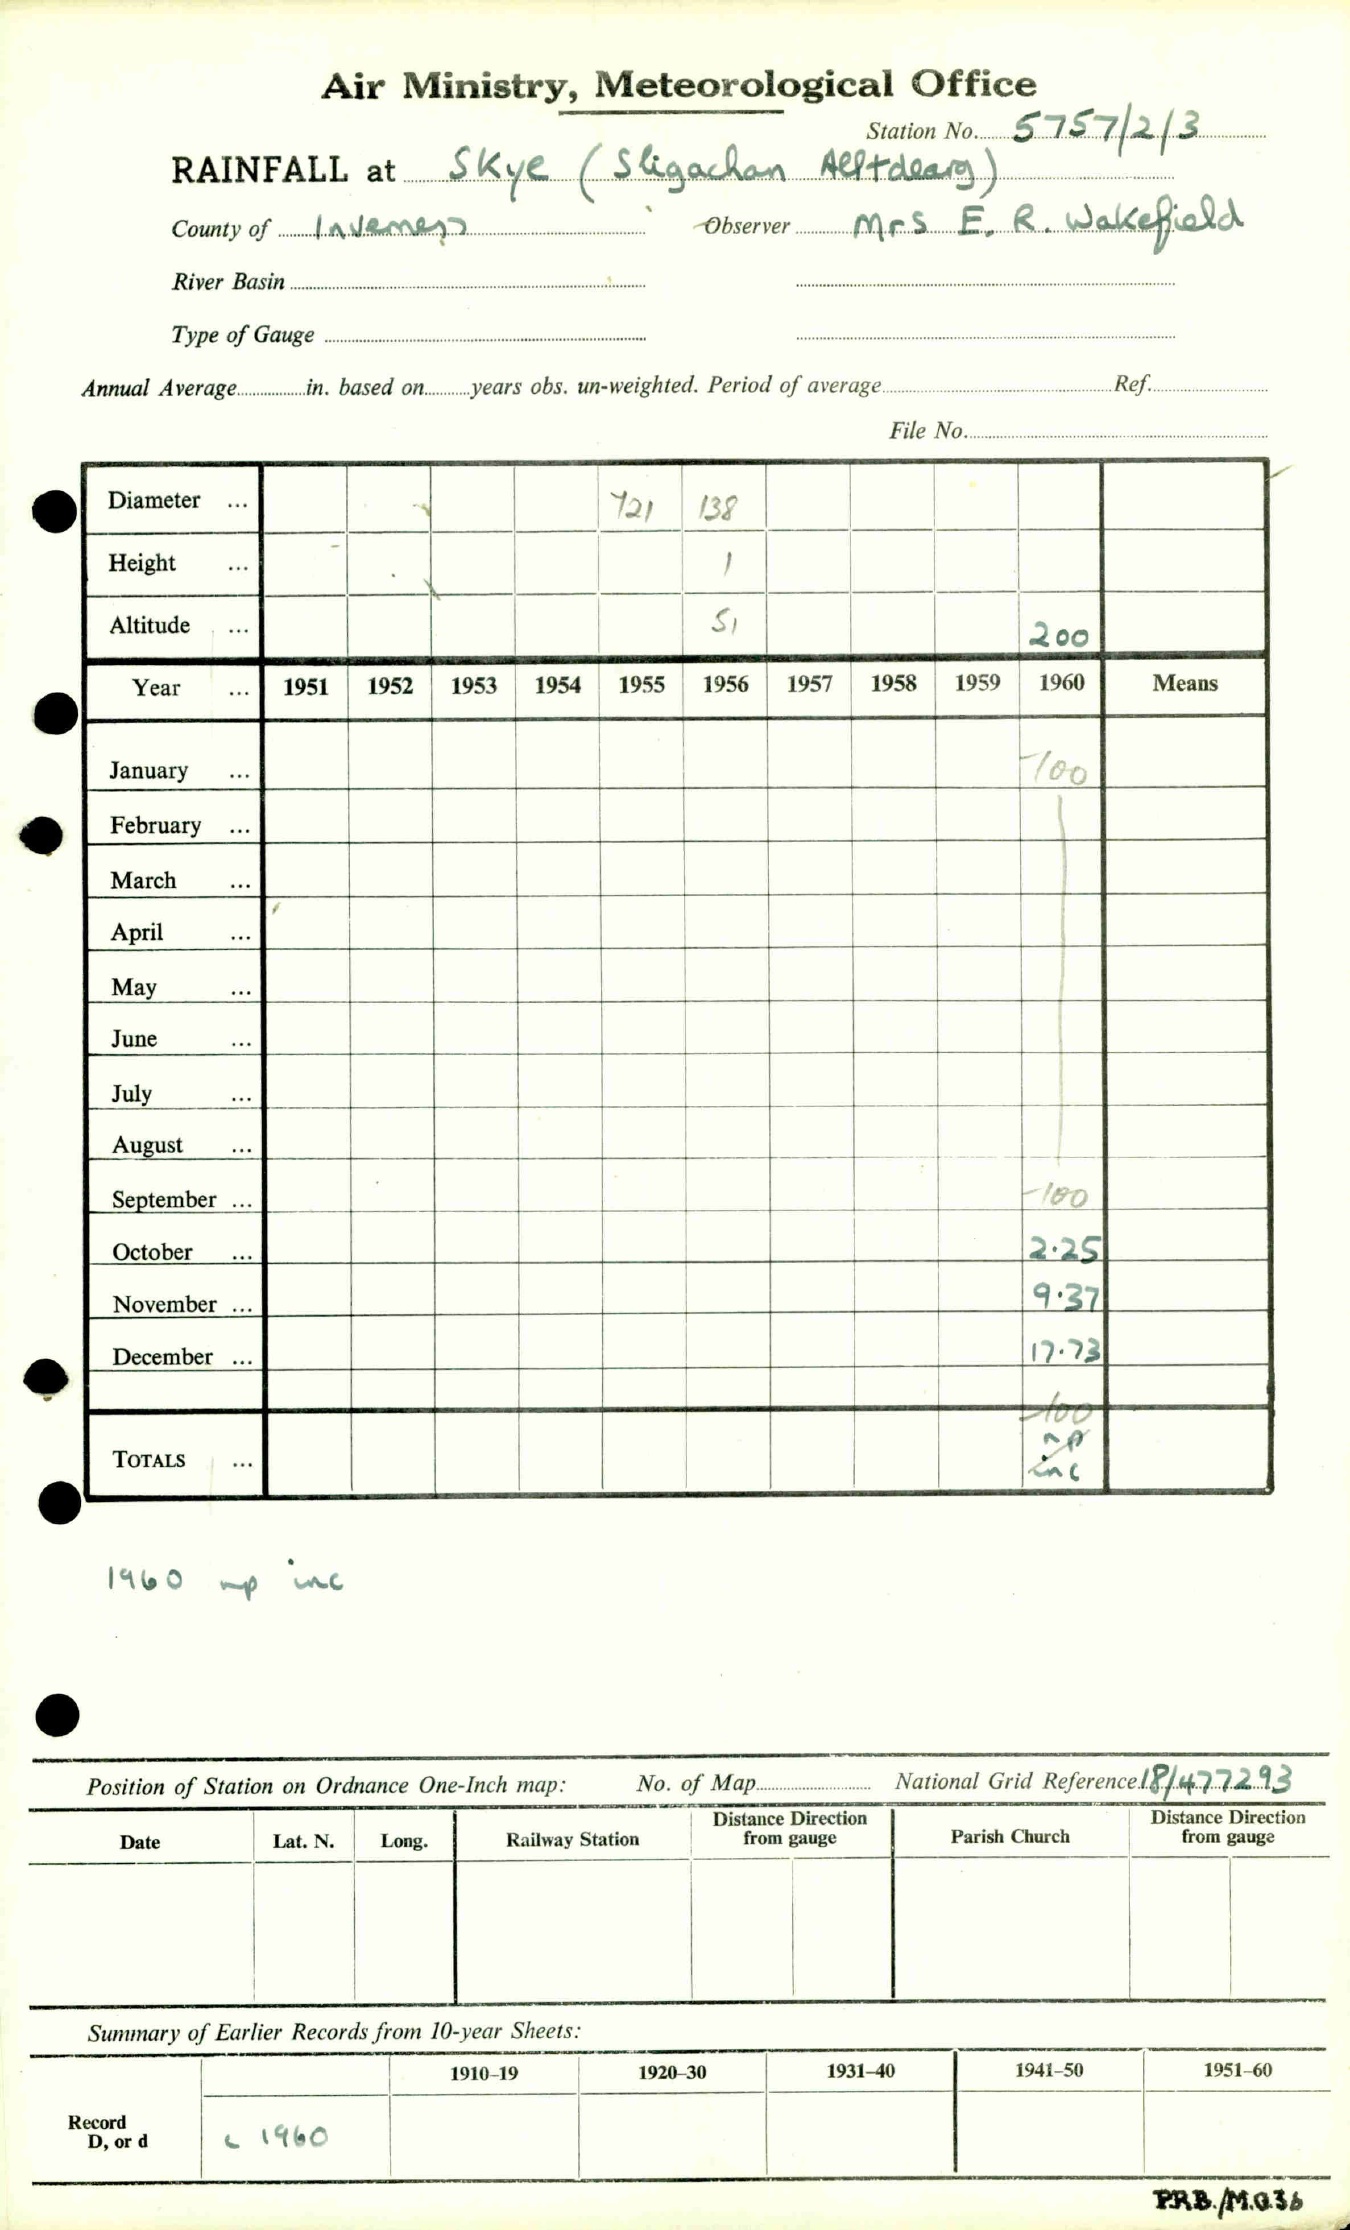 Air Ministry, Meteorological Office
Station No. 5757/2/3
RAINFALL at Skye (Sligachan Alltdearg)
County of Inverness Observer Mrs E. R. Wakefield
River Basin
Type of Gauge
Annual Average in. based on years obs. un-weighted. Period of average Ref.
File No.
Diameter ... 721 138
Height ... 1
Altitude ... 51 200
Year ... 1951 1952 1953 1954 1955 1956 1957 1958 1959 1960 Means
January ... -100
February ...
March ...
April ...
May ...
June ...
July ...
August ...
September ... -100
October ... 2.25
November ... 9.37
December ... 17.73
-100
np
TOTALS ... inc
1960 np inc
Position of Station on Ordnance One-Inch map: No. of Map National Grid Reference 18/477293
Date Lat. N. Long. Railway Station Distance Direction from gauge Parish Church Distance Direction from gauge
Summary of Earlier Records from 10-year Sheets:
1910–19 1920–30 1931–40 1941–50 1951–60
Record
D, or d 1960
P.R.B./M.O.36